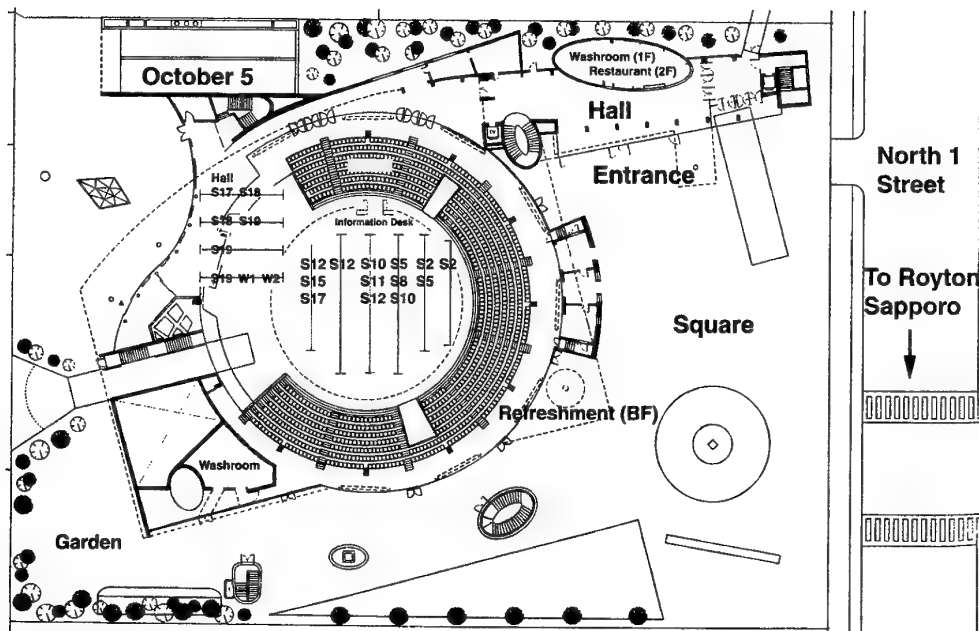 October 5
Washroom (1F)
Restaurant (2F)
Hall
Entrance
North 1
Street
Hall
S17 S18
S18 S19
S19
S19 W1 W2
Information Desk
S12 S12 S10 S5 S2 S2
S15 S11 S8 S5
S17 S12 S10
To Royton
Sapporo
Square
Refreshment (BF)
Washroom
Garden